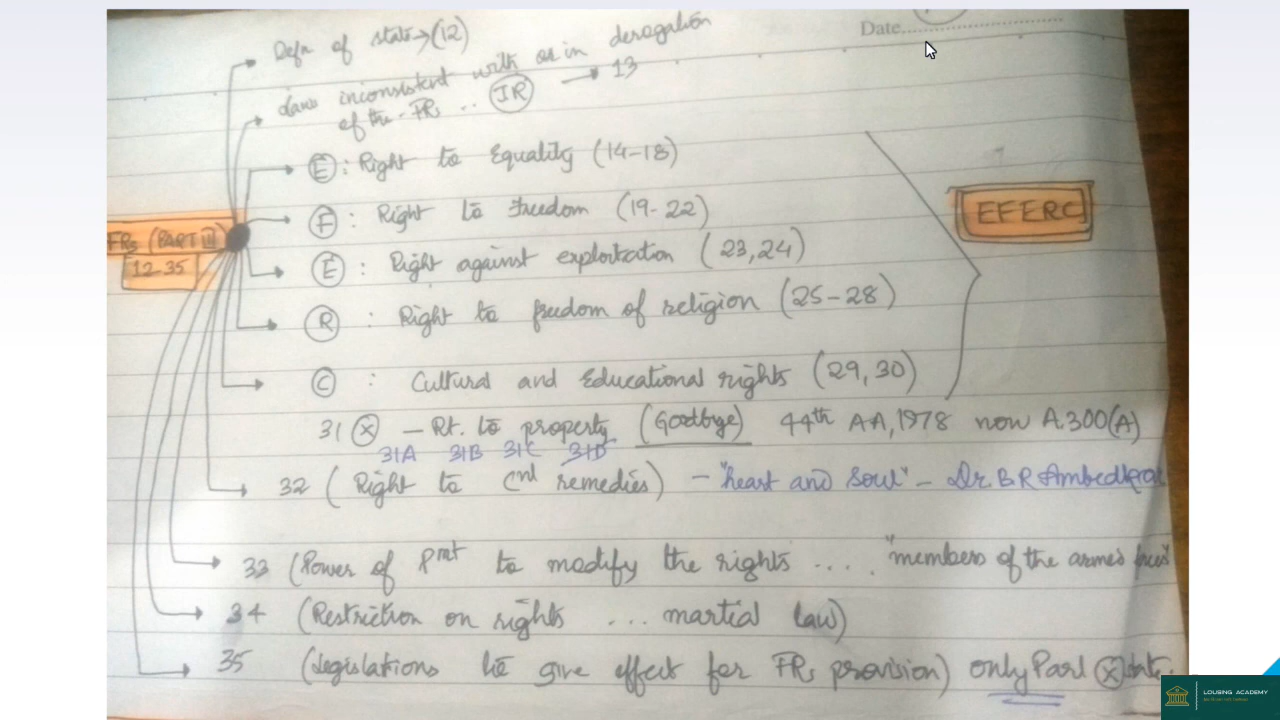 Date..............................
Defn of state → (12)
Laws inconsistent with or in derogation
of the FR .. (JR) → 13
(E) : Right to Equality (14-18)
(F) : Right to Freedom (19-22)
EFERC
FRs (PART III)
12-35
(E) : Right against exploitation (23,24)
(R) : Right to freedom of religion (25-28)
(C) : Cultural and Educational rights (29,30)
31 (X) - Rt. to property (Goodbye) 44th AA, 1978 now A.300(A)
31A 31B 31C 31D
32 (Right to Cnl remedies) - "heart and Soul" - Dr. B R Ambedkar
33 (Power of Pmt to modify the rights .... "members of the armed forces"
34 (Restriction on rights ... martial law)
35 (Legislations to give effect for FRs provision) only Parl (X) state.
LOUSING ACADEMY